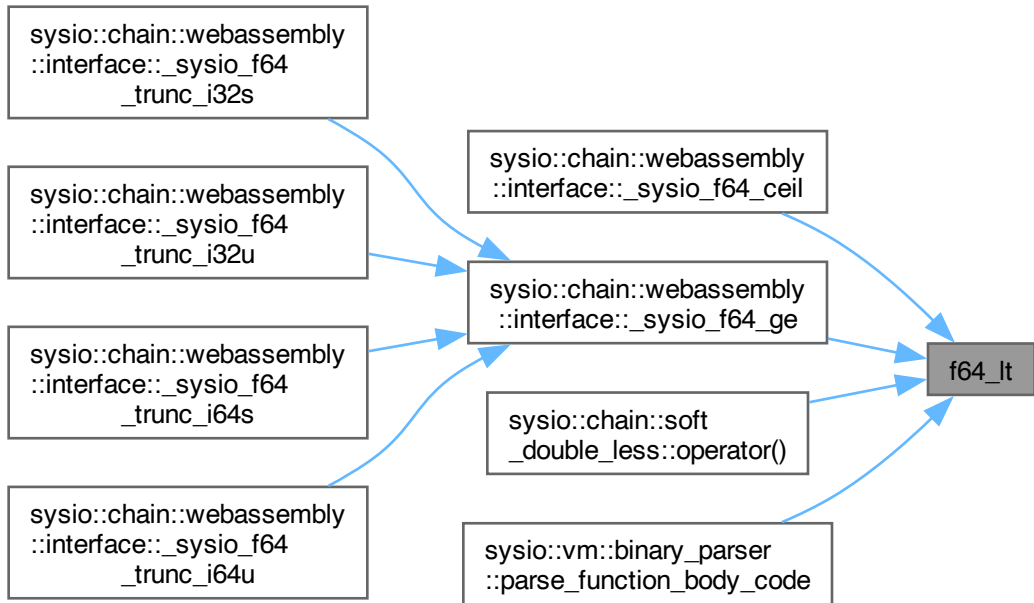 sysio::chain::webassembly
::interface::_sysio_f64
_trunc_i32s
sysio::chain::webassembly
::interface::_sysio_f64
_trunc_i32u
sysio::chain::webassembly
::interface::_sysio_f64
_trunc_i64s
sysio::chain::webassembly
::interface::_sysio_f64
_trunc_i64u
sysio::chain::webassembly
::interface::_sysio_f64_ceil
sysio::chain::webassembly
::interface::_sysio_f64_ge
sysio::chain::soft
_double_less::operator()
sysio::vm::binary_parser
::parse_function_body_code
f64_lt